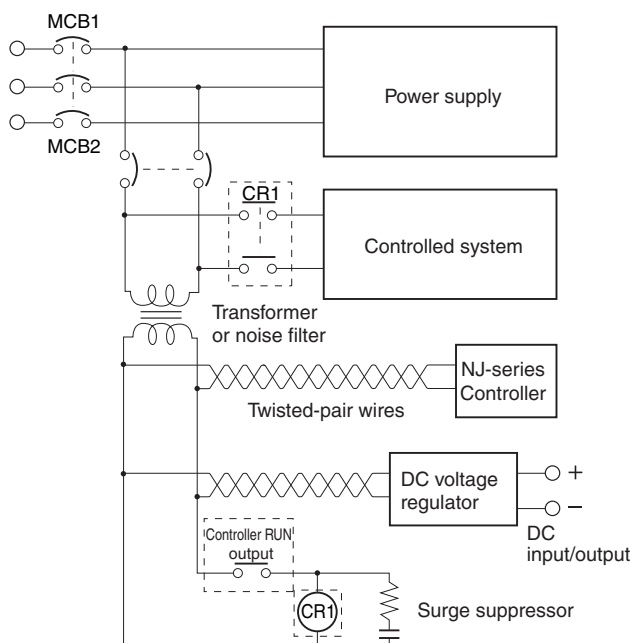 MCB1
Power supply
MCB2
CR1
Controlled system
Transformer
or noise filter
NJ-series
Controller
Twisted-pair wires
DC voltage
regulator
+
−
DC
input/output
Controller RUN
output
CR1
Surge suppressor